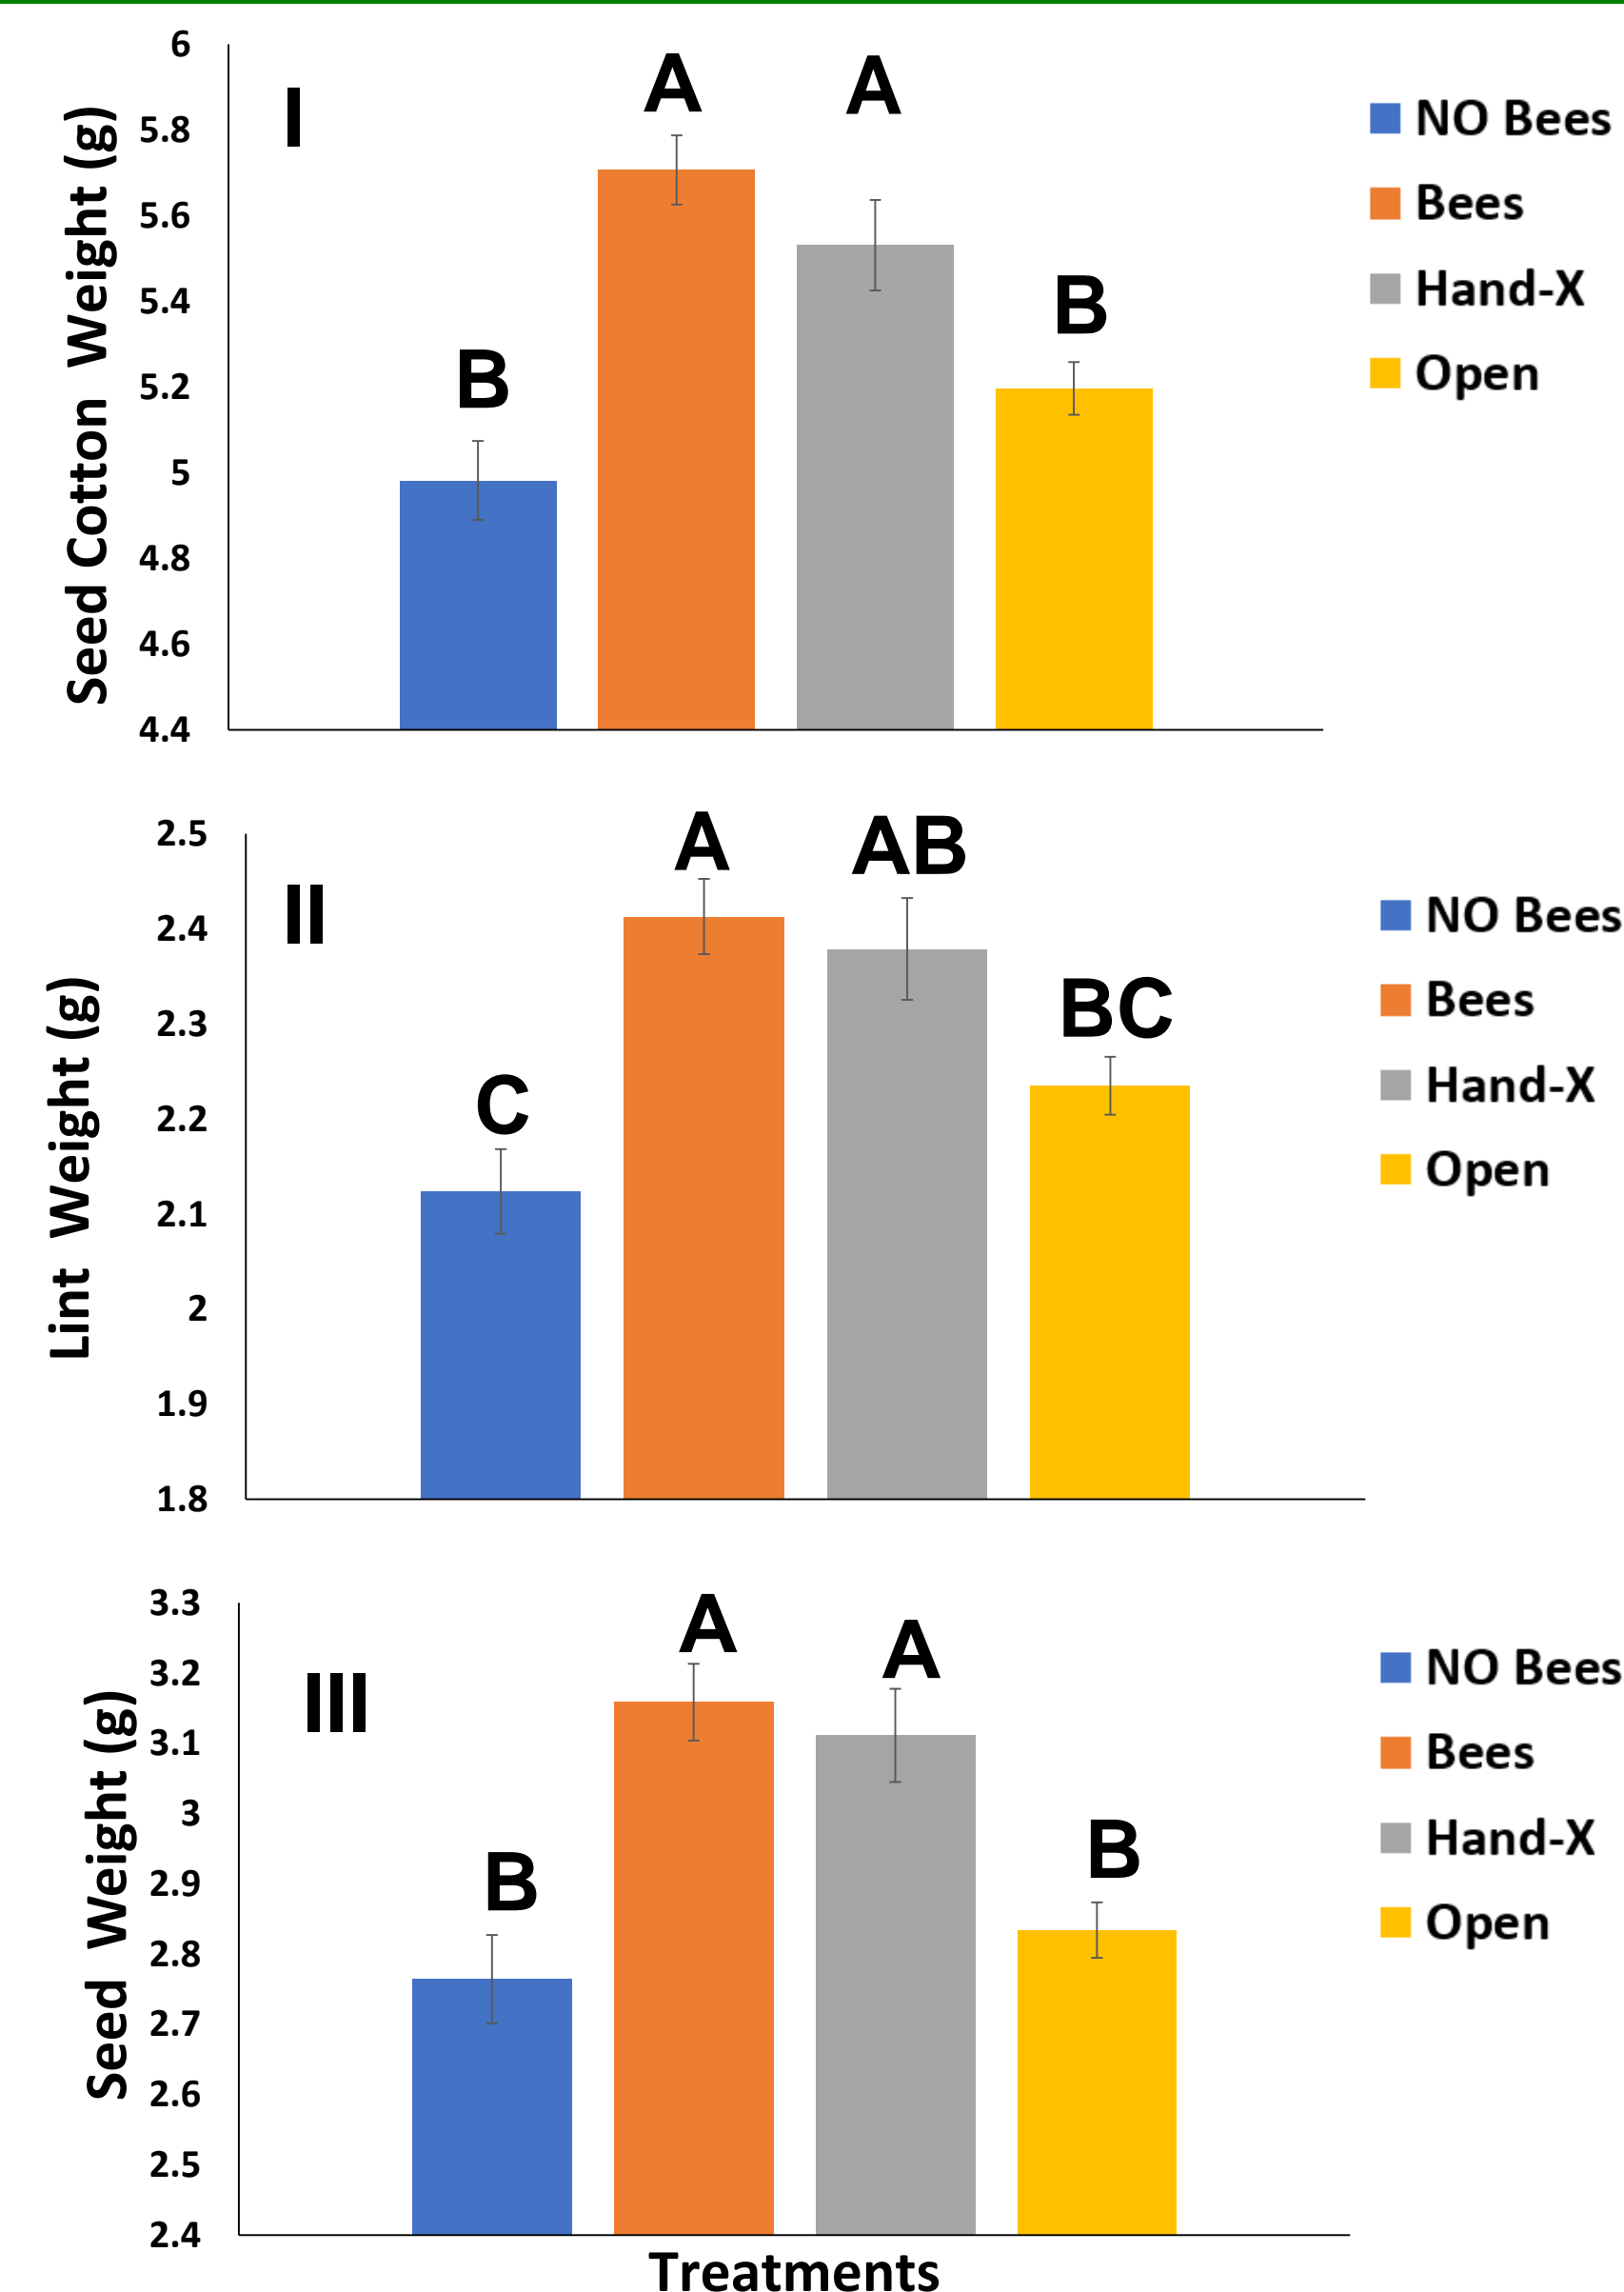 Seed Cotton Weight (g)
6
5.8
5.6
5.4
5.2
5
4.8
4.6
4.4
I
B
A
A
B
NO Bees
Bees
Hand-X
Open
Lint Weight (g)
2.5
2.4
2.3
2.2
2.1
2
1.9
1.8
II
C
A
AB
BC
NO Bees
Bees
Hand-X
Open
Seed Weight (g)
3.3
3.2
3.1
3
2.9
2.8
2.7
2.6
2.5
2.4
III
B
A
A
B
NO Bees
Bees
Hand-X
Open
Treatments